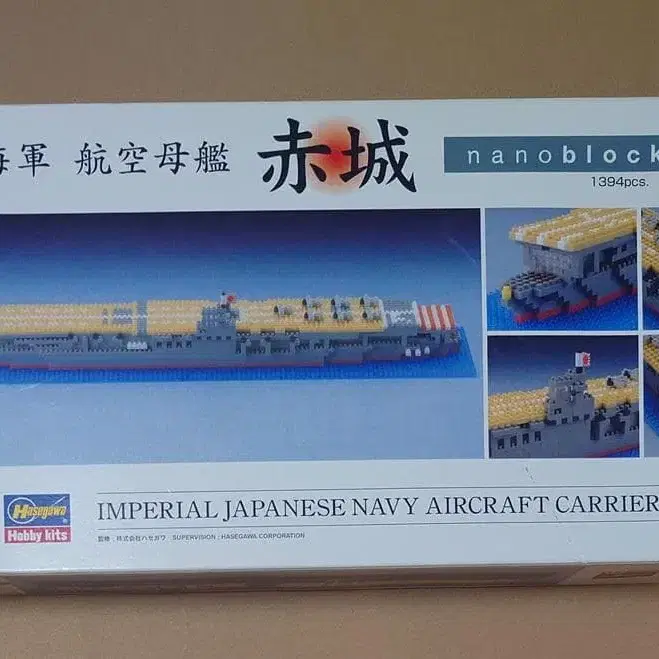 海軍 航空母艦 赤城
nanoblock
1394pcs.
Hasegawa
Hobby kits
IMPERIAL JAPANESE NAVY AIRCRAFT CARRIER
監修：株式会社ハセガワ SUPERVISION : HASEGAWA CORPORATION